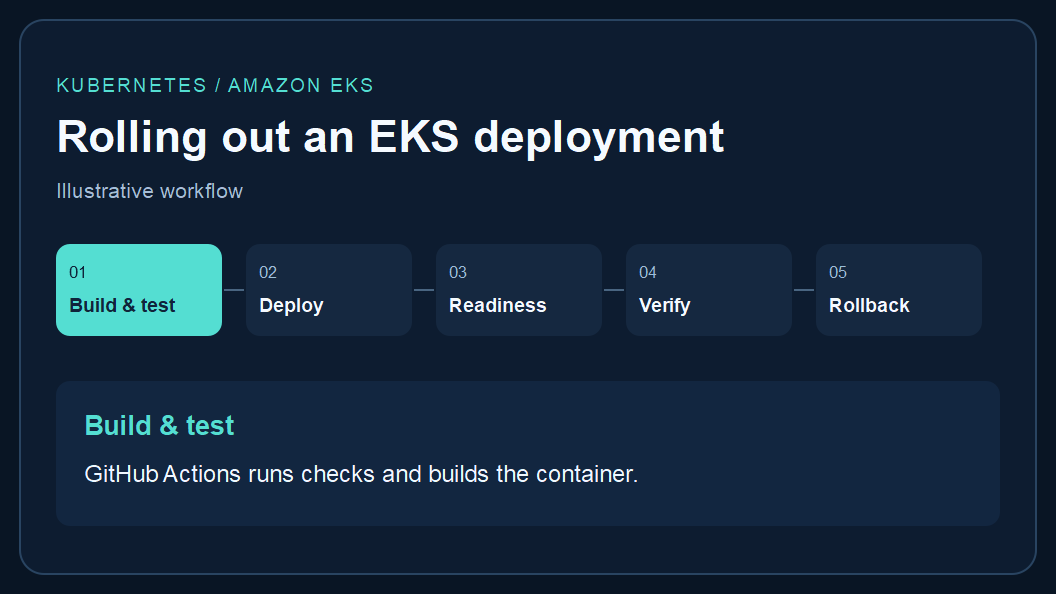 KUBERNETES / AMAZON EKS
Rolling out an EKS deployment
Illustrative workflow
01
Build & test
02
Deploy
03
Readiness
04
Verify
05
Rollback
Build & test
GitHub Actions runs checks and builds the container.